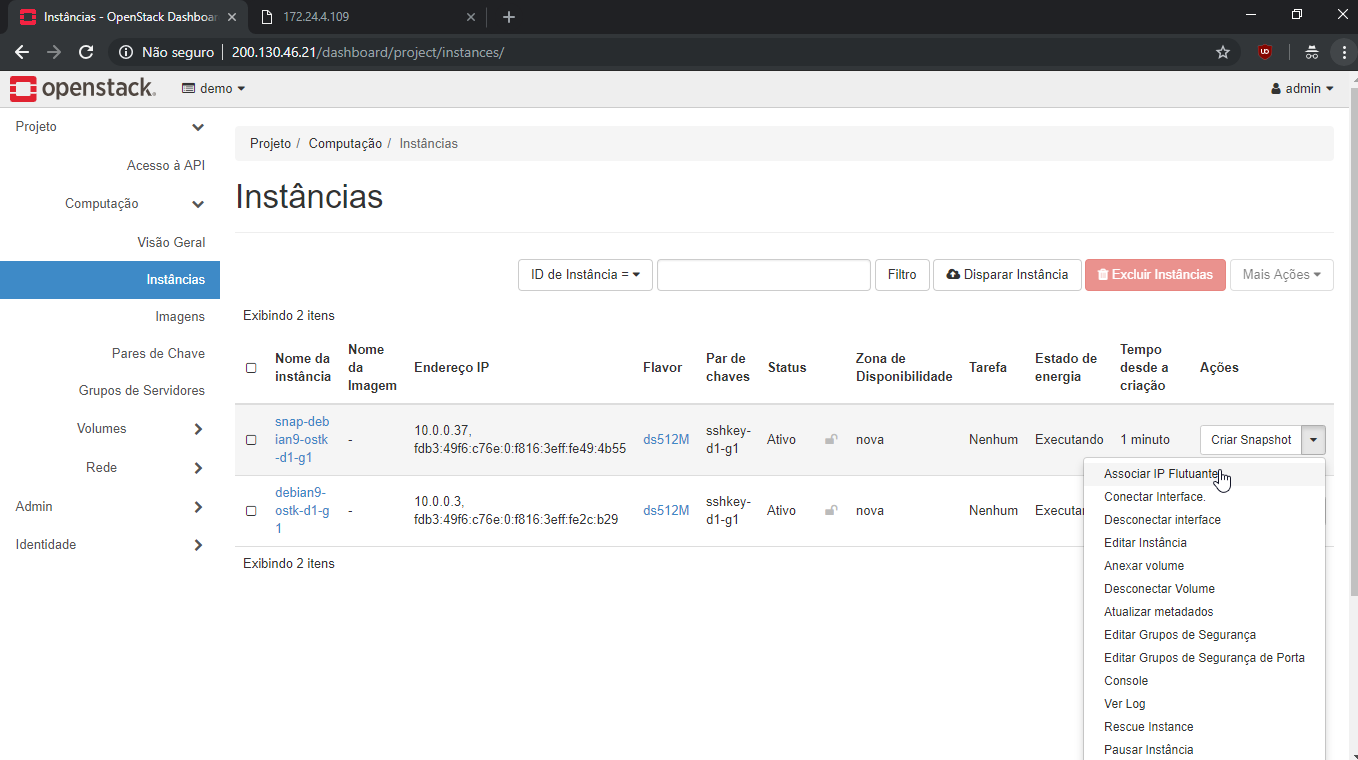 Instâncias - OpenStack Dashboar
172.24.4.109
Não seguro
200.130.46.21/dashboard/project/instances/
openstack.
demo
admin
Projeto
Acesso à API
Computação
Visão Geral
Instâncias
Imagens
Pares de Chave
Grupos de Servidores
Volumes
Rede
Admin
Identidade
Projeto / Computação / Instâncias
Instâncias
ID de Instância =
Filtro
Disparar Instância
Excluir Instâncias
Mais Ações
Exibindo 2 itens
Nome da
instância
Nome
da
Imagem
Endereço IP
Flavor
Par de
chaves
Status
Zona de
Disponibilidade
Tarefa
Estado de
energia
Tempo
desde a
criação
Ações
snap-deb
ian9-ostk
-d1-g1
-
10.0.0.37,
fdb3:49f6:c76e:0:f816:3eff:fe49:4b55
ds512M
sshkey-
d1-g1
Ativo
nova
Nenhum
Executando
1 minuto
Criar Snapshot
debian9-
ostk-d1-g
1
-
10.0.0.3,
fdb3:49f6:c76e:0:f816:3eff:fe2c:b29
ds512M
sshkey-
d1-g1
Ativo
nova
Nenhum
Executa
Exibindo 2 itens
Associar IP Flutuante
Conectar Interface.
Desconectar interface
Editar Instância
Anexar volume
Desconectar Volume
Atualizar metadados
Editar Grupos de Segurança
Editar Grupos de Segurança de Porta
Console
Ver Log
Rescue Instance
Pausar Instância